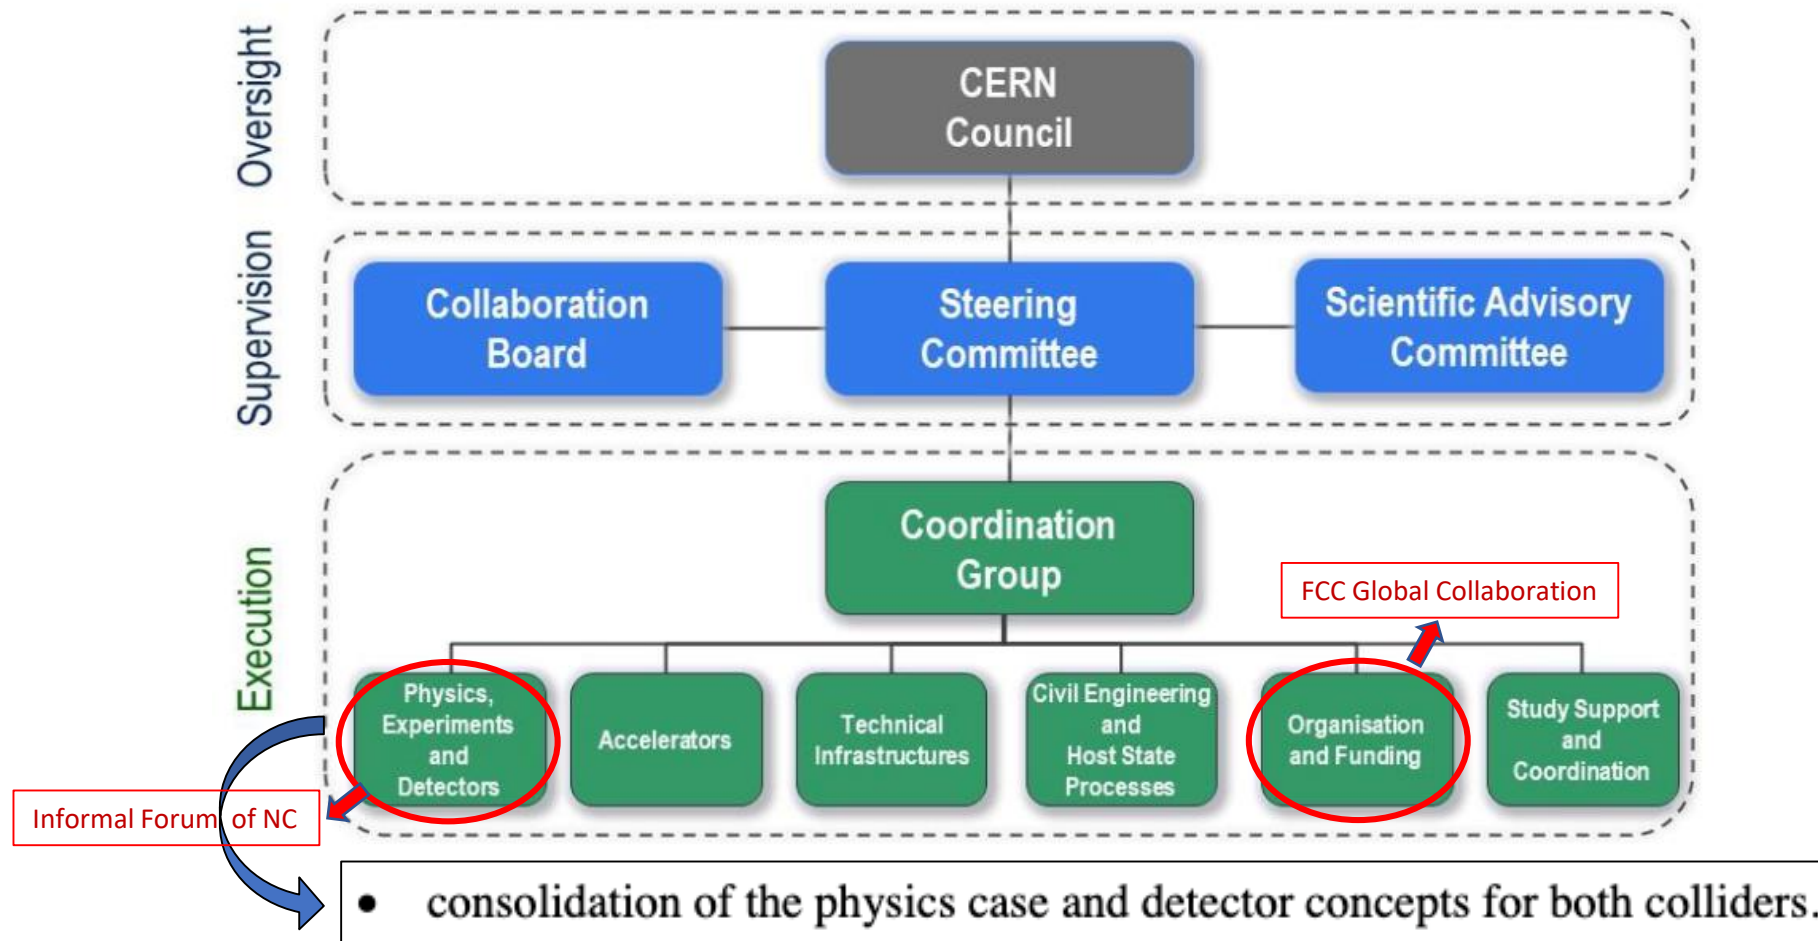 Oversight
CERN
Council
Supervision
Collaboration
Board
Steering
Committee
Scientific Advisory
Committee
Execution
Coordination
Group
FCC Global Collaboration
Physics,
Experiments
and
Detectors
Accelerators
Technical
Infrastructures
Civil Engineering
and
Host State
Processes
Organisation
and Funding
Study Support
and
Coordination
Informal Forum of NC
• consolidation of the physics case and detector concepts for both colliders.